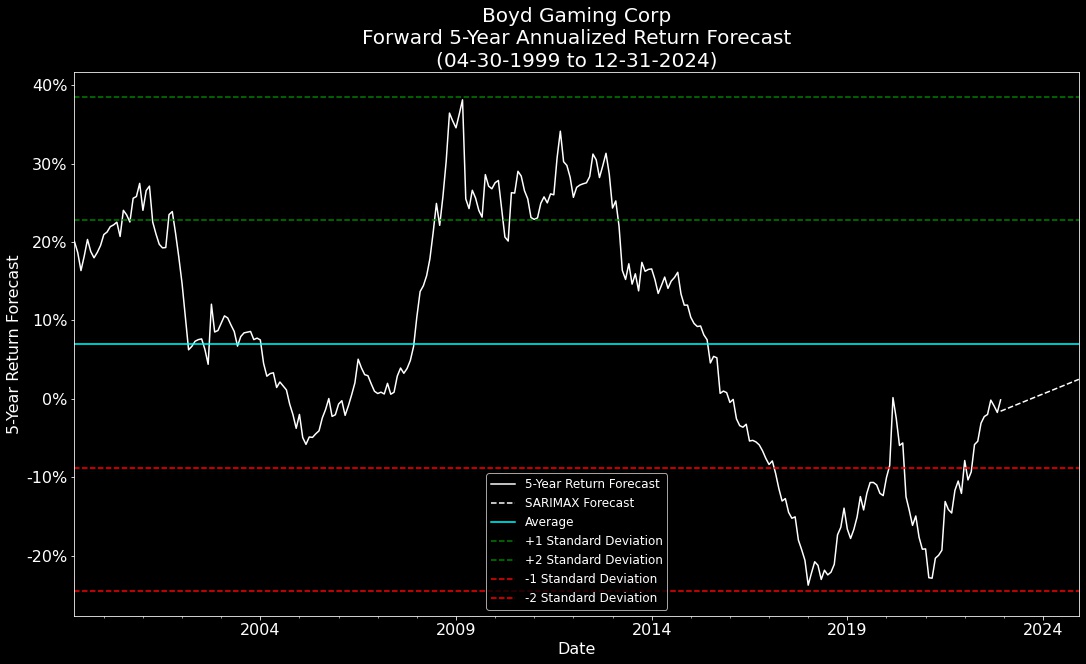 Boyd Gaming Corp
Forward 5-Year Annualized Return Forecast
(04-30-1999 to 12-31-2024)
40%
30%
20%
10%
0%
-10%
-20%
5-Year Return Forecast
5-Year Return Forecast
SARIMAX Forecast
Average
+1 Standard Deviation
+2 Standard Deviation
-1 Standard Deviation
-2 Standard Deviation
2004
2009
2014
2019
2024
Date